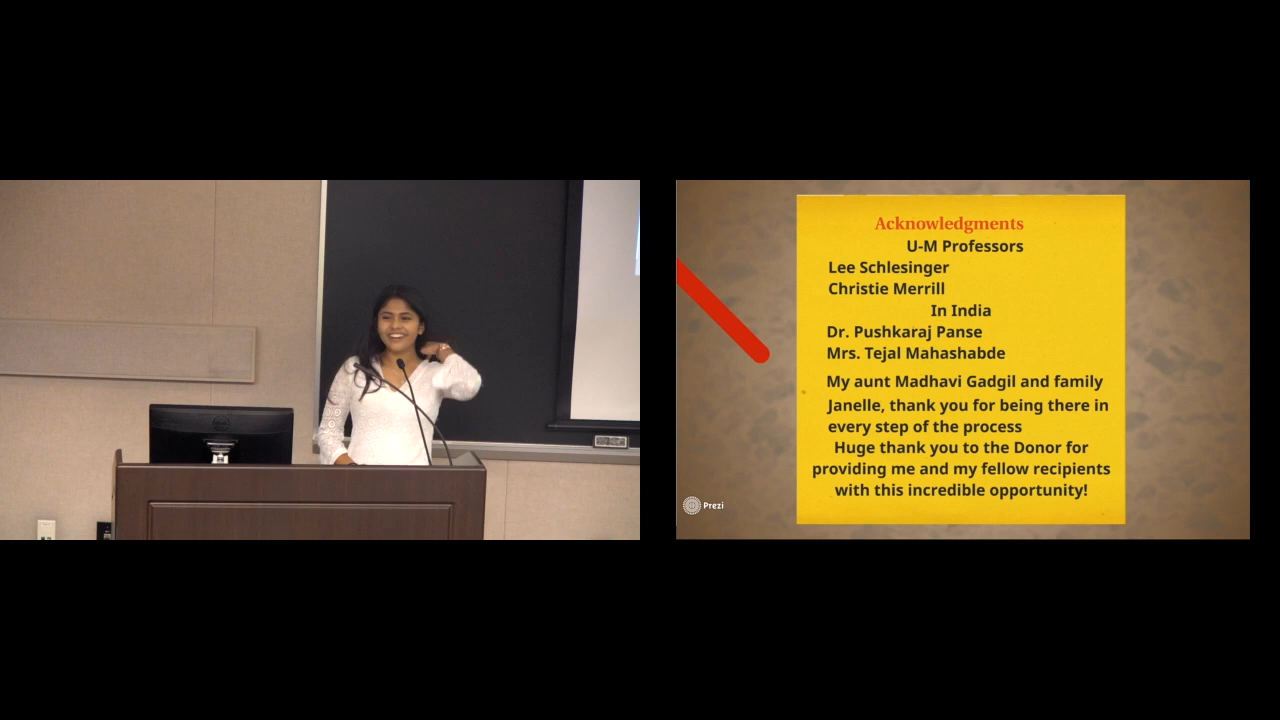 Acknowledgments
U-M Professors
Lee Schlesinger
Christie Merrill
In India
Dr. Pushkaraj Panse
Mrs. Tejal Mahashabde
My aunt Madhavi Gadgil and family
Janelle, thank you for being there in
every step of the process
Huge thank you to the Donor for
providing me and my fellow recipients
with this incredible opportunity!
Prezi